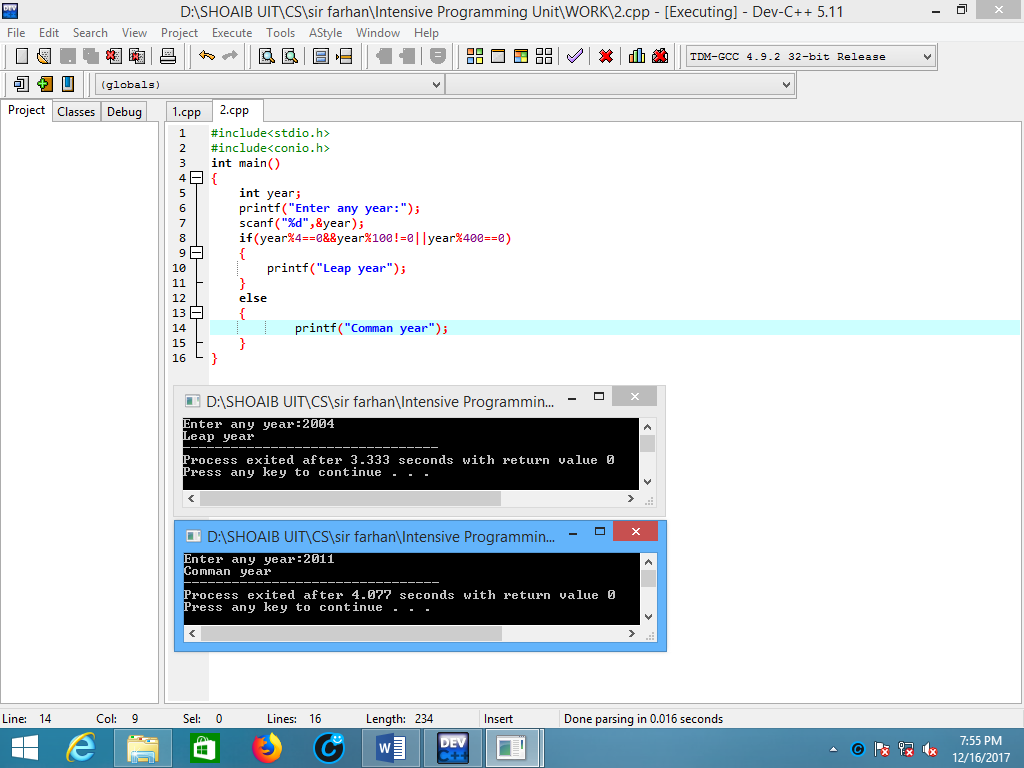 D:\SHOAIB UIT\CS\sir farhan\Intensive Programming Unit\WORK\2.cpp - [Executing] - Dev-C++ 5.11
File Edit Search View Project Execute Tools AStyle Window Help
TDM-GCC 4.9.2 32-bit Release
(globals)
Project Classes Debug 1.cpp 2.cpp
1 #include<stdio.h>
2 #include<conio.h>
3 int main()
4 {
5 int year;
6 printf("Enter any year:");
7 scanf("%d",&year);
8 if(year%4==0&&year%100!=0||year%400==0)
9 {
10 printf("Leap year");
11 }
12 else
13 {
14 printf("Comman year");
15 }
16 }
D:\SHOAIB UIT\CS\sir farhan\Intensive Programmin...
Enter any year:2004
Leap year
--------------------------------
Process exited after 3.333 seconds with return value 0
Press any key to continue . . .
D:\SHOAIB UIT\CS\sir farhan\Intensive Programmin...
Enter any year:2011
Comman year
--------------------------------
Process exited after 4.077 seconds with return value 0
Press any key to continue . . .
Line: 14 Col: 9 Sel: 0 Lines: 16 Length: 234 Insert Done parsing in 0.016 seconds
DEV C++
7:55 PM
12/16/2017